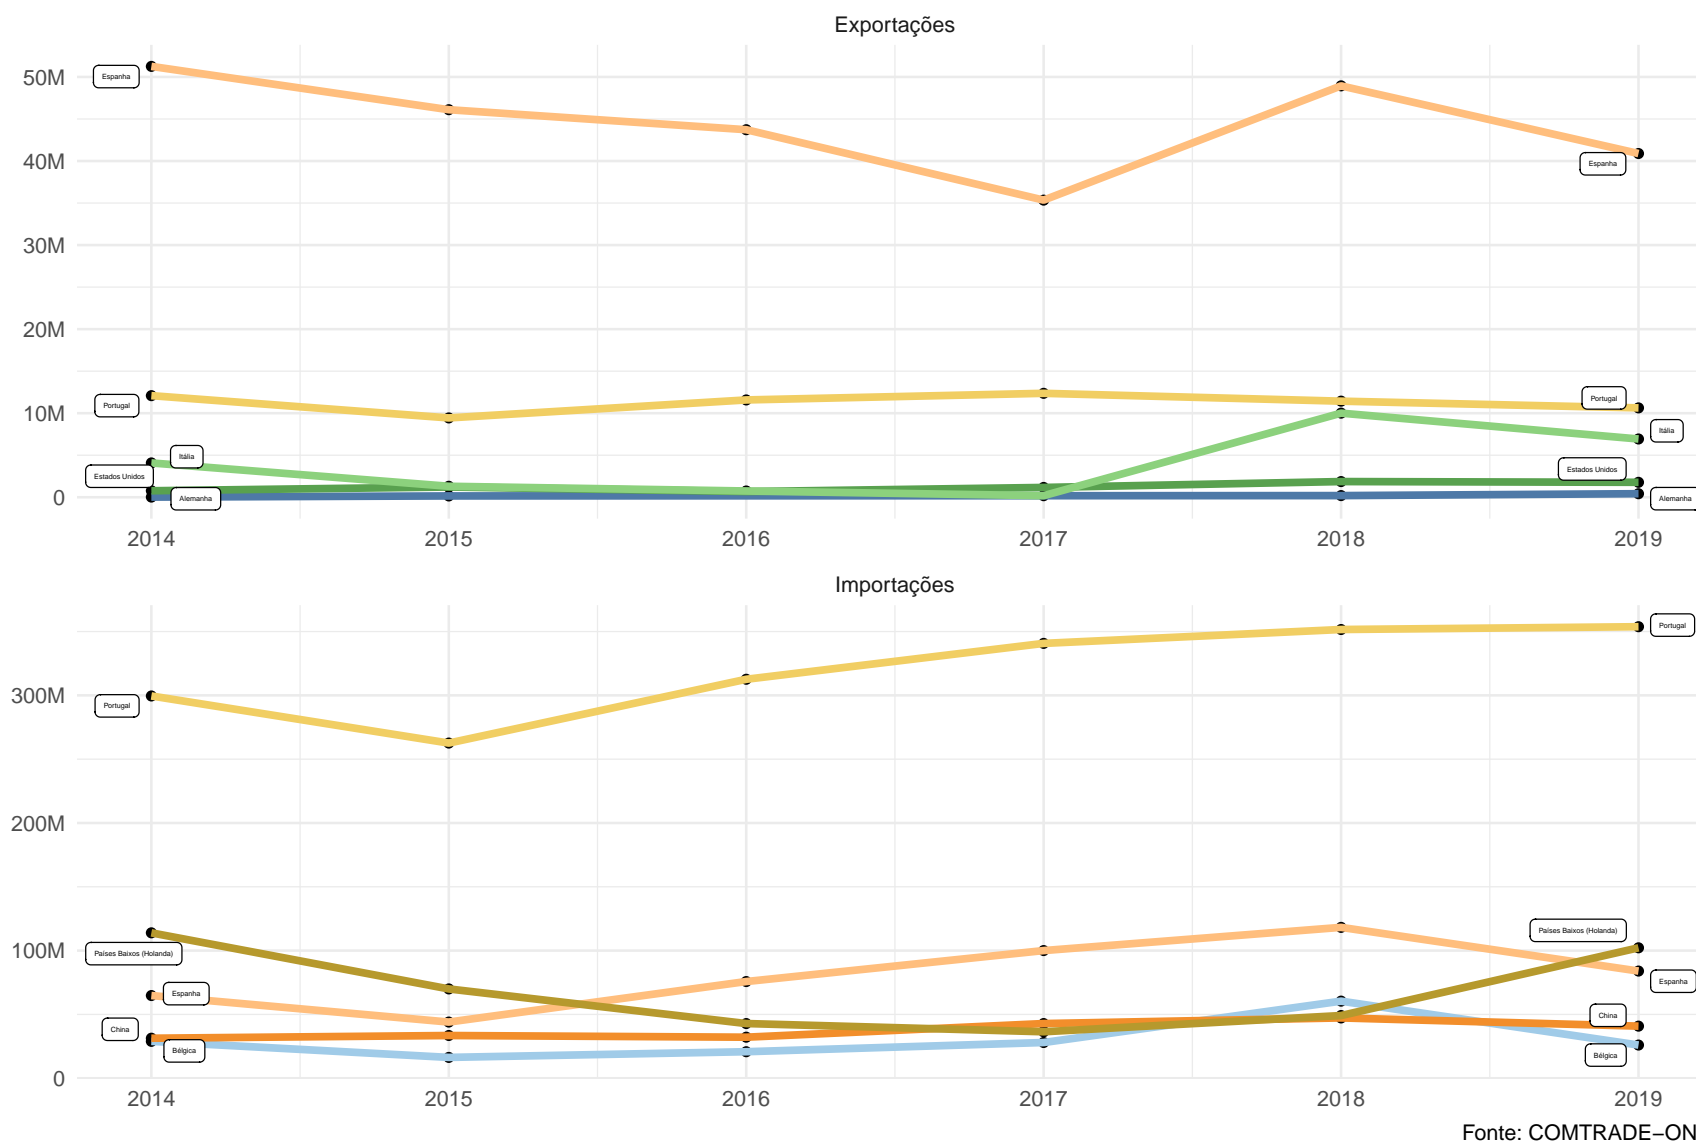 Exportações
50M
Espanha
40M
Espanha
30M
20M
Portugal
Portugal
10M
Itália
Itália
Estados Unidos
Estados Unidos
0
Alemanha
Alemanha
2014 2015 2016 2017 2018 2019
Importações
Portugal
300M
Portugal
200M
100M
Países Baixos (Holanda)
Países Baixos (Holanda)
Espanha
Espanha
China
China
Bélgica
Bélgica
0
2014 2015 2016 2017 2018 2019
Fonte: COMTRADE−ON